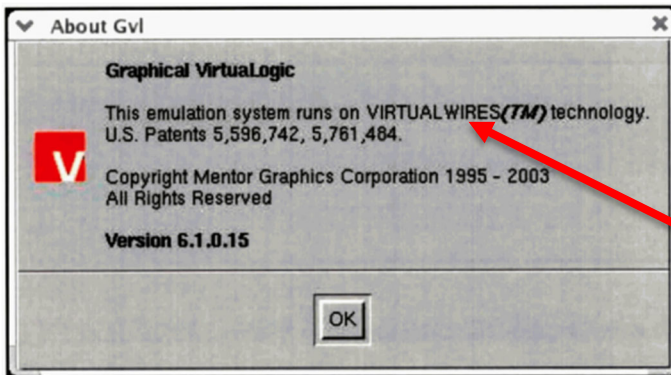 About Gvl
Graphical VirtuaLogic
This emulation system runs on VIRTUALWIRES(TM) technology.
U.S. Patents 5,596,742, 5,761,484.
V
Copyright Mentor Graphics Corporation 1995 - 2003
All Rights Reserved
Version 6.1.0.15
OK